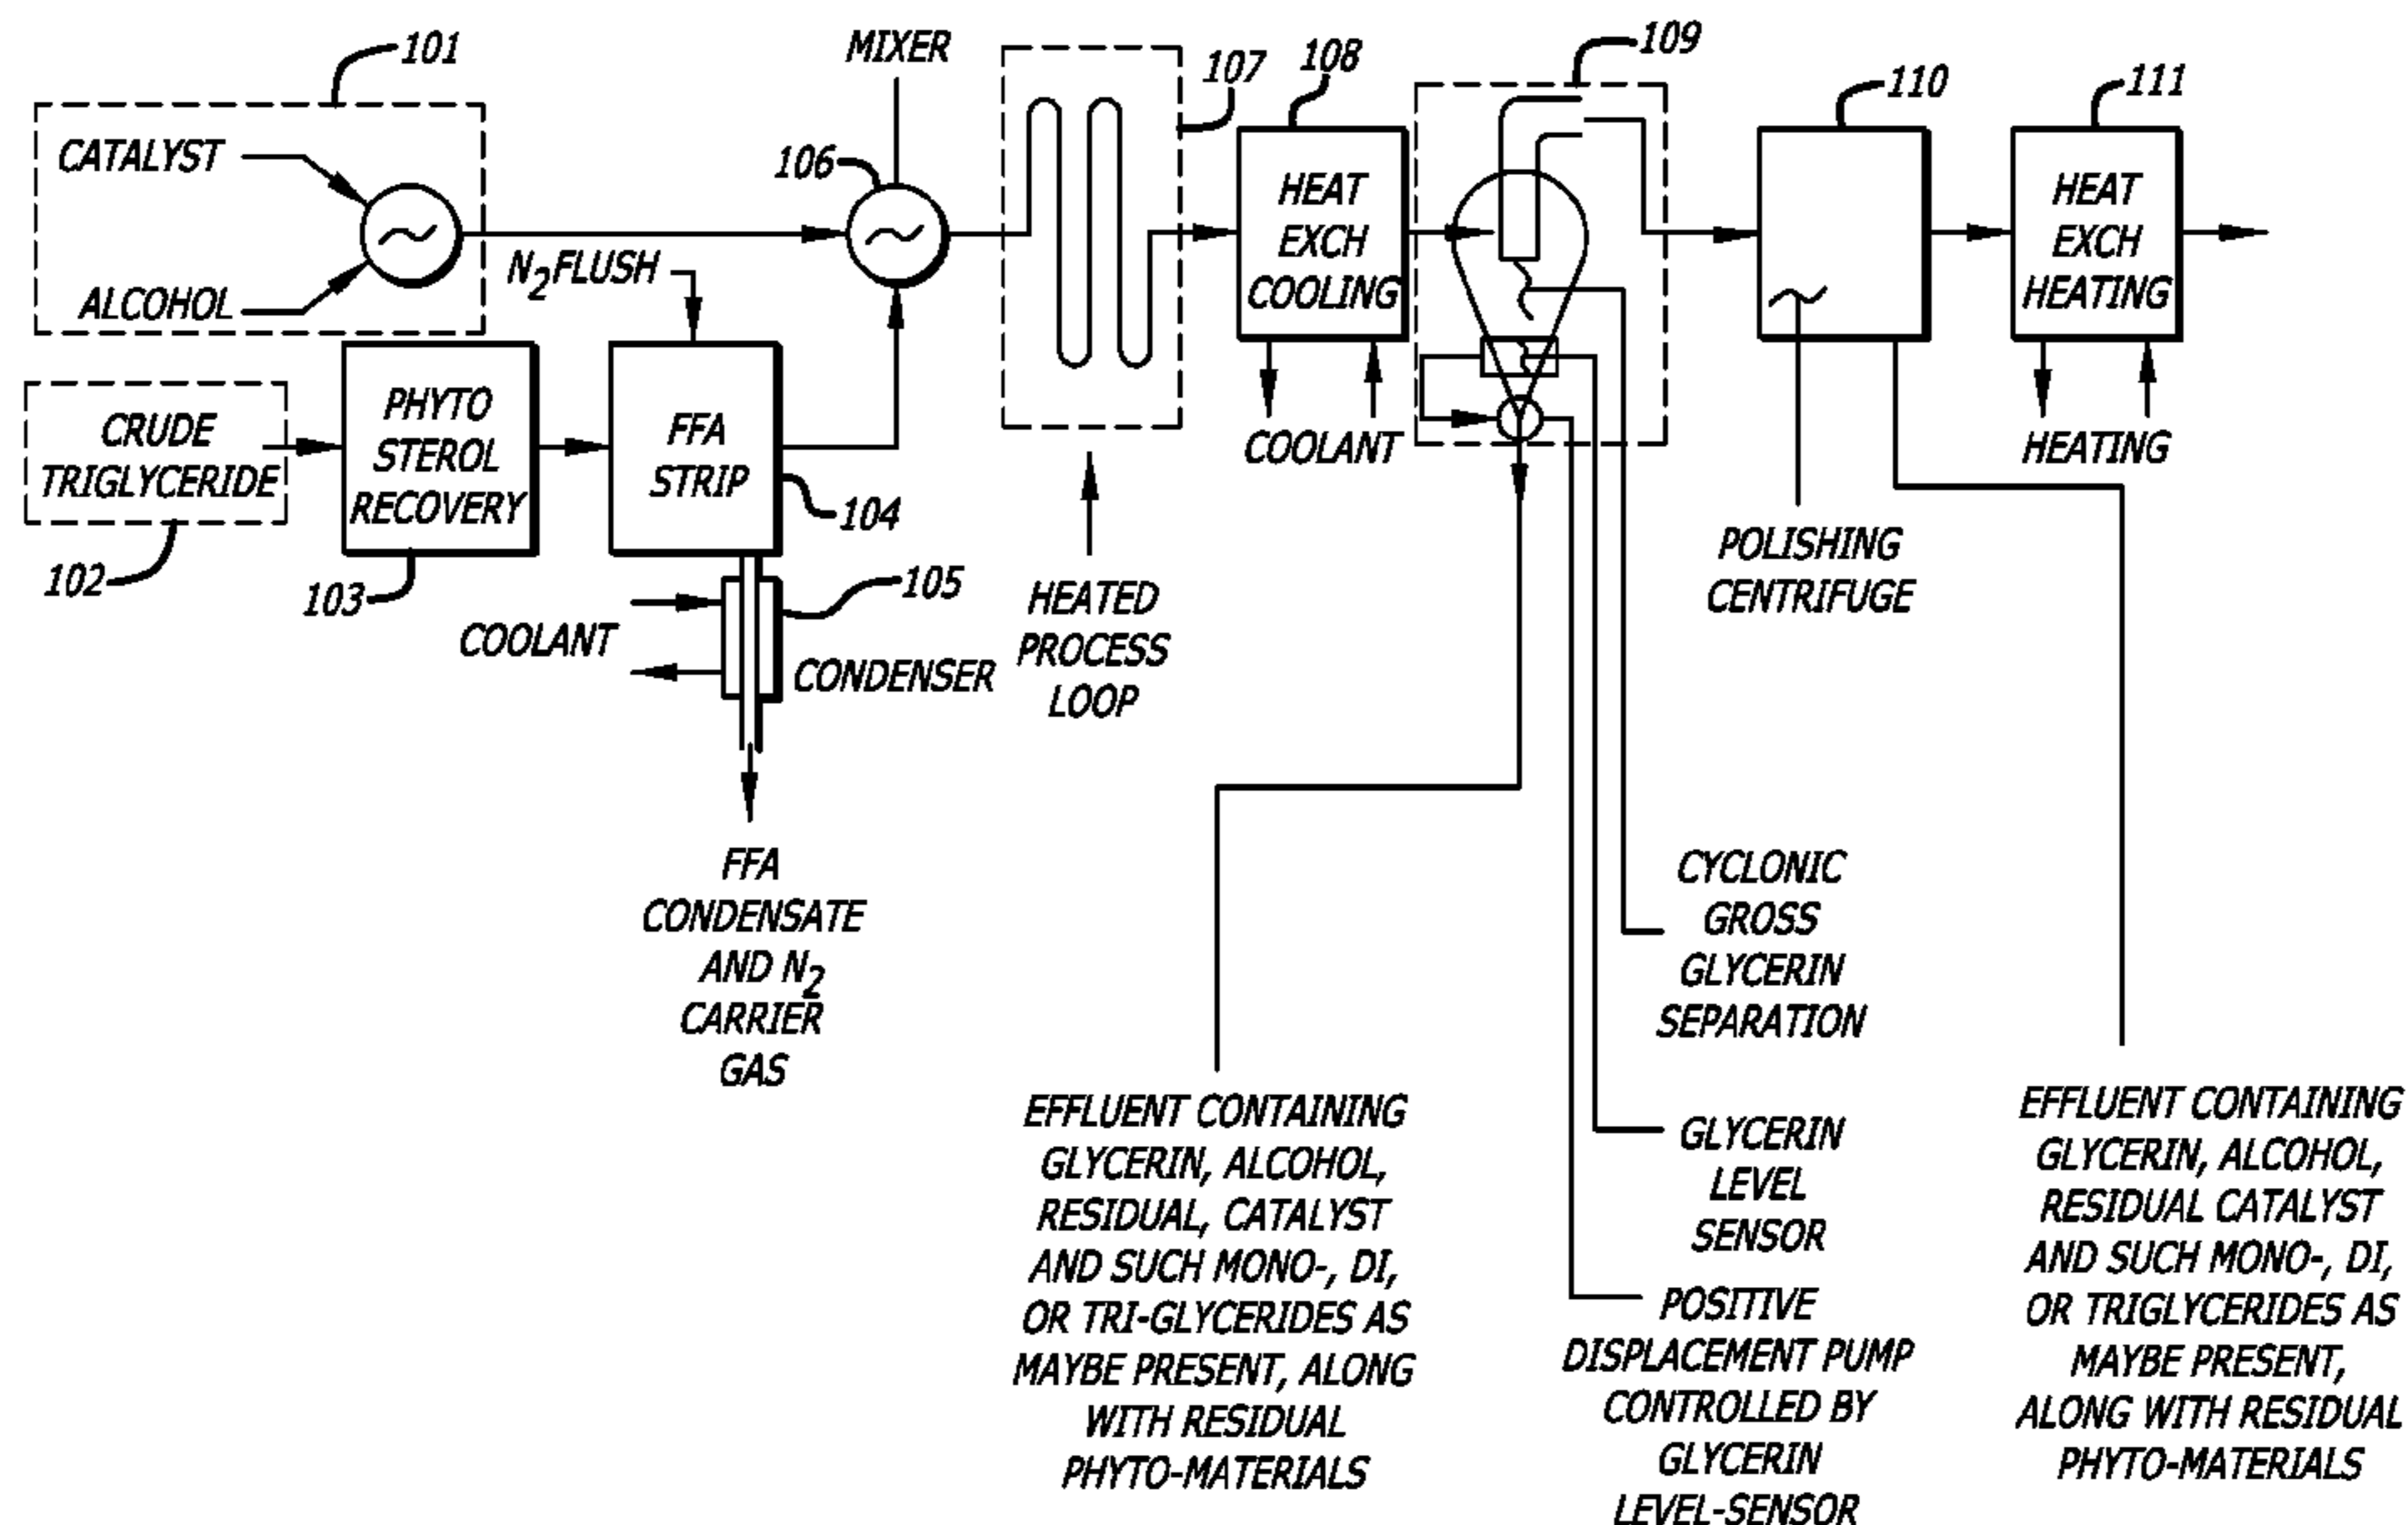 101
CATALYST
ALCOHOL
MIXER
106
N2 FLUSH
107
108
HEAT
EXCH
COOLING
COOLANT
109
110
111
HEAT
EXCH
HEATING
HEATING
CRUDE
TRIGLYCERIDE
102
PHYTO
STEROL
RECOVERY
103
FFA
STRIP
104
105
COOLANT
CONDENSER
FFA
CONDENSATE
AND N2
CARRIER
GAS
HEATED
PROCESS
LOOP
POLISHING
CENTRIFUGE
EFFLUENT CONTAINING
GLYCERIN, ALCOHOL,
RESIDUAL, CATALYST
AND SUCH MONO-, DI,
OR TRI-GLYCERIDES AS
MAYBE PRESENT, ALONG
WITH RESIDUAL
PHYTO-MATERIALS
CYCLONIC
GROSS
GLYCERIN
SEPARATION
GLYCERIN
LEVEL
SENSOR
POSITIVE
DISPLACEMENT PUMP
CONTROLLED BY
GLYCERIN
LEVEL-SENSOR
EFFLUENT CONTAINING
GLYCERIN, ALCOHOL,
RESIDUAL CATALYST
AND SUCH MONO-, DI,
OR TRIGLYCERIDES AS
MAYBE PRESENT,
ALONG WITH RESIDUAL
PHYTO-MATERIALS